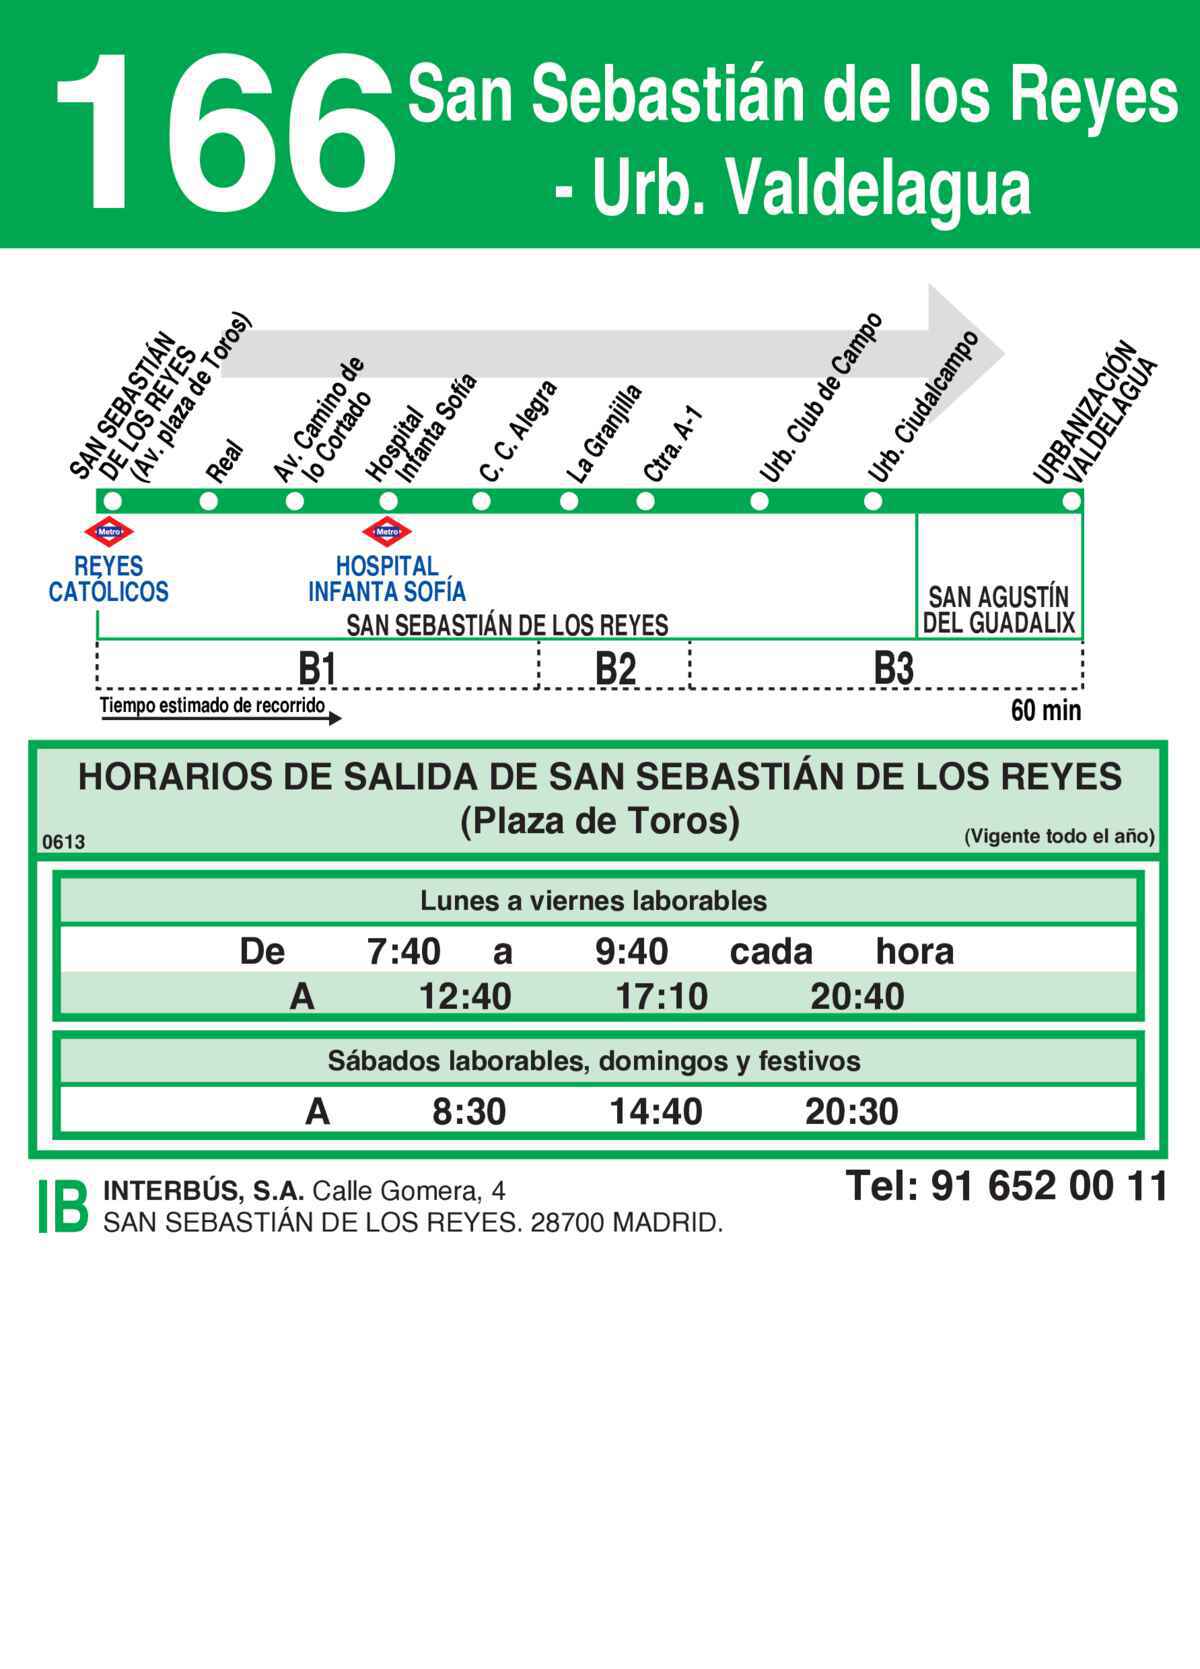 166
San Sebastián de los Reyes
- Urb. Valdelagua
SAN SEBASTIÁN
DE LOS REYES
(Av. plaza de Toros)
Real
Av. Camino de
lo Cortado
Hospital
Infanta Sofía
C. C. Alegra
La Granjilla
Ctra. A-1
Urb. Club de Campo
Urb. Ciudalcampo
URBANIZACIÓN
VALDELAGUA
Metro
REYES
CATÓLICOS
Metro
HOSPITAL
INFANTA SOFÍA
SAN SEBASTIÁN DE LOS REYES
SAN AGUSTÍN
DEL GUADALIX
B1 B2 B3
Tiempo estimado de recorrido
60 min
HORARIOS DE SALIDA DE SAN SEBASTIÁN DE LOS REYES
(Plaza de Toros)
0613
(Vigente todo el año)
Lunes a viernes laborables
De 7:40 a 9:40 cada hora
A 12:40 17:10 20:40
Sábados laborables, domingos y festivos
A 8:30 14:40 20:30
IB
INTERBÚS, S.A. Calle Gomera, 4
SAN SEBASTIÁN DE LOS REYES. 28700 MADRID.
Tel: 91 652 00 11